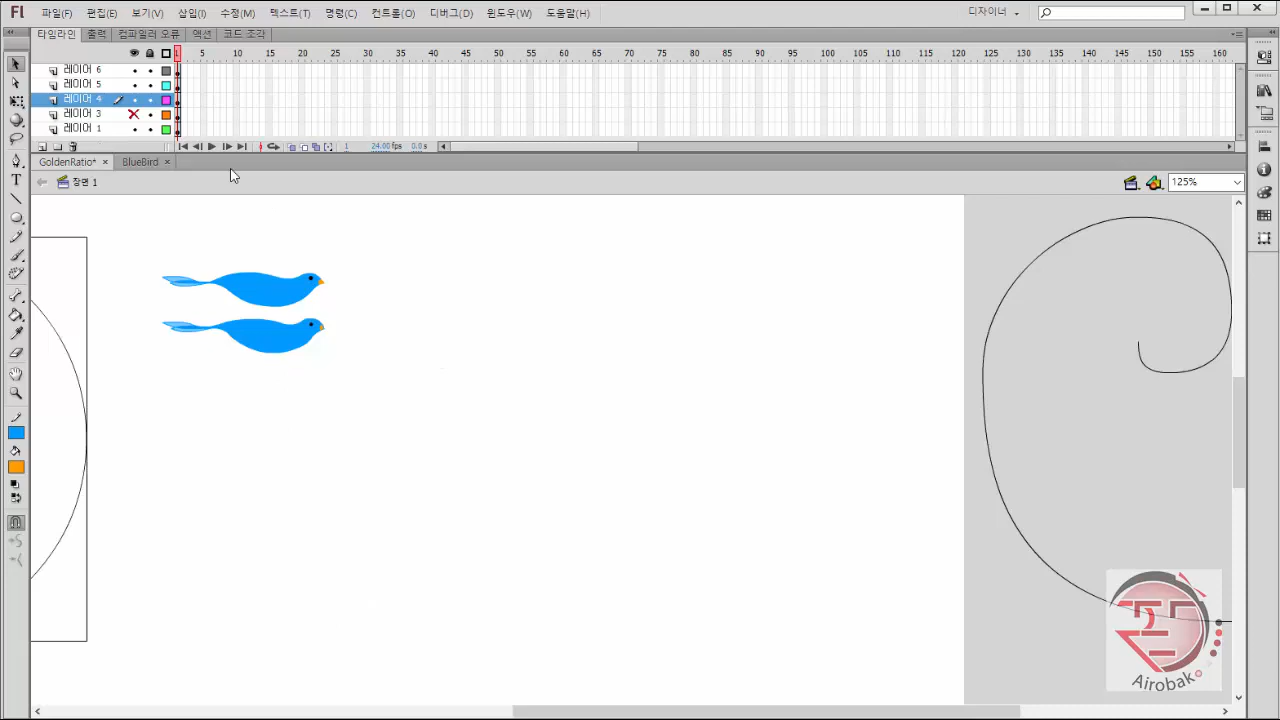 Fl 파일(F) 편집(E) 보기(V) 삽입(I) 수정(M) 텍스트(T) 명령(C) 컨트롤(O) 디버그(D) 윈도우(W) 도움말(H) 디자이너
타임라인 출력 컴파일러 오류 액션 코드 조각
1 5 10 15 20 25 30 35 40 45 50 55 60 65 70 75 80 85 90 95 100 105 110 115 120 125 130 135 140 145 150 155 160
레이어 6
레이어 5
레이어 4
레이어 3
레이어 1
1 24.00 fps 0.0 s
GoldenRatio* × BlueBird ×
장면 1 125%
T
Airobak